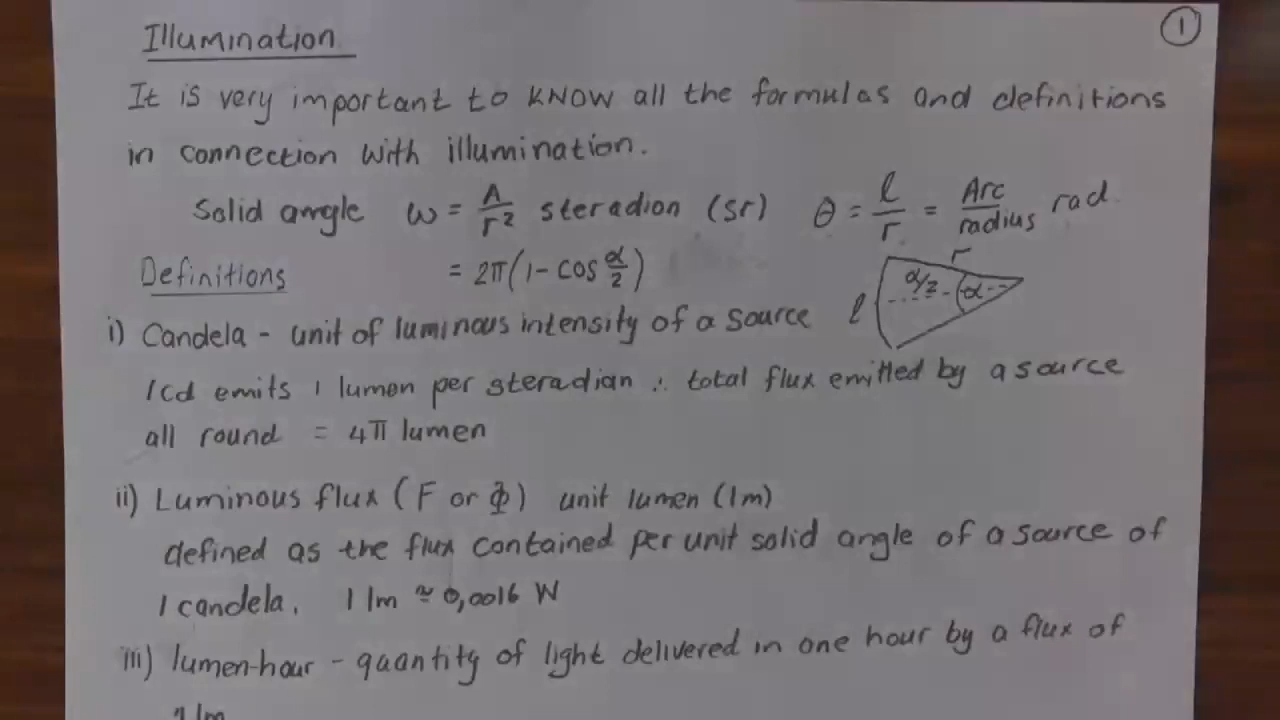 ①
Illumination
It is very important to KNOW all the formulas and definitions
in connection with illumination.
Solid angle ω = A/r² steradian (sr) θ = l/r = Arc/radius rad.
= 2π(1 - cos α/2)
r
α/2 α
l
Definitions
i) Candela - unit of luminous intensity of a source
1cd emits 1 lumen per steradian ∴ total flux emitted by a source
all round = 4π lumen
ii) Luminous flux (F or Φ) unit lumen (lm)
defined as the flux contained per unit solid angle of a source of
1 candela. 1 lm ≈ 0,0016 W
iii) lumen-hour - quantity of light delivered in one hour by a flux of
1 lm